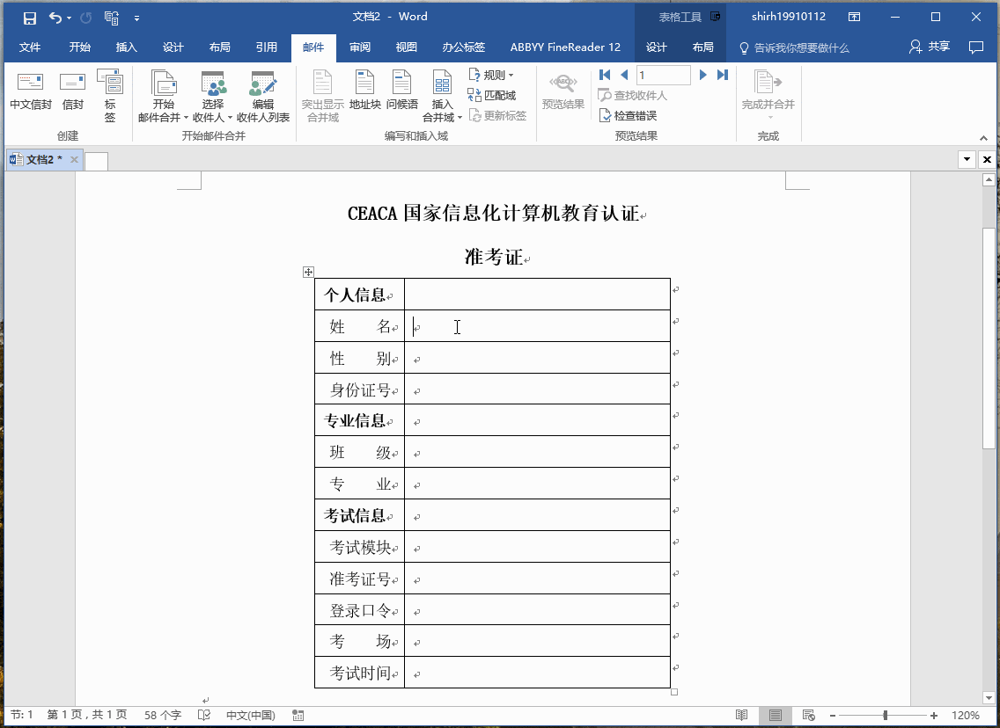 文档2 - Word
表格工具
shirh19910112
文件 开始 插入 设计 布局 引用 邮件 审阅 视图 办公标签 ABBYY FineReader 12 设计 布局 告诉我你想要做什么 共享
中文信封
信封
标
签
创建
开始
邮件合并
选择
收件人
编辑
收件人列表
开始邮件合并
突出显示
合并域
地址块
问候语
插入
合并域
规则
匹配域
更新标签
编写和插入域
ABC
预览结果
1
查找收件人
检查错误
预览结果
完成并合并
完成
文档2 *
CEACA 国家信息化计算机教育认证
准考证
个人信息
姓 名
性 别
身份证号
专业信息
班 级
专 业
考试信息
考试模块
准考证号
登录口令
考 场
考试时间
节: 1 第 1 页，共 1 页 58 个字 中文(中国) 120%